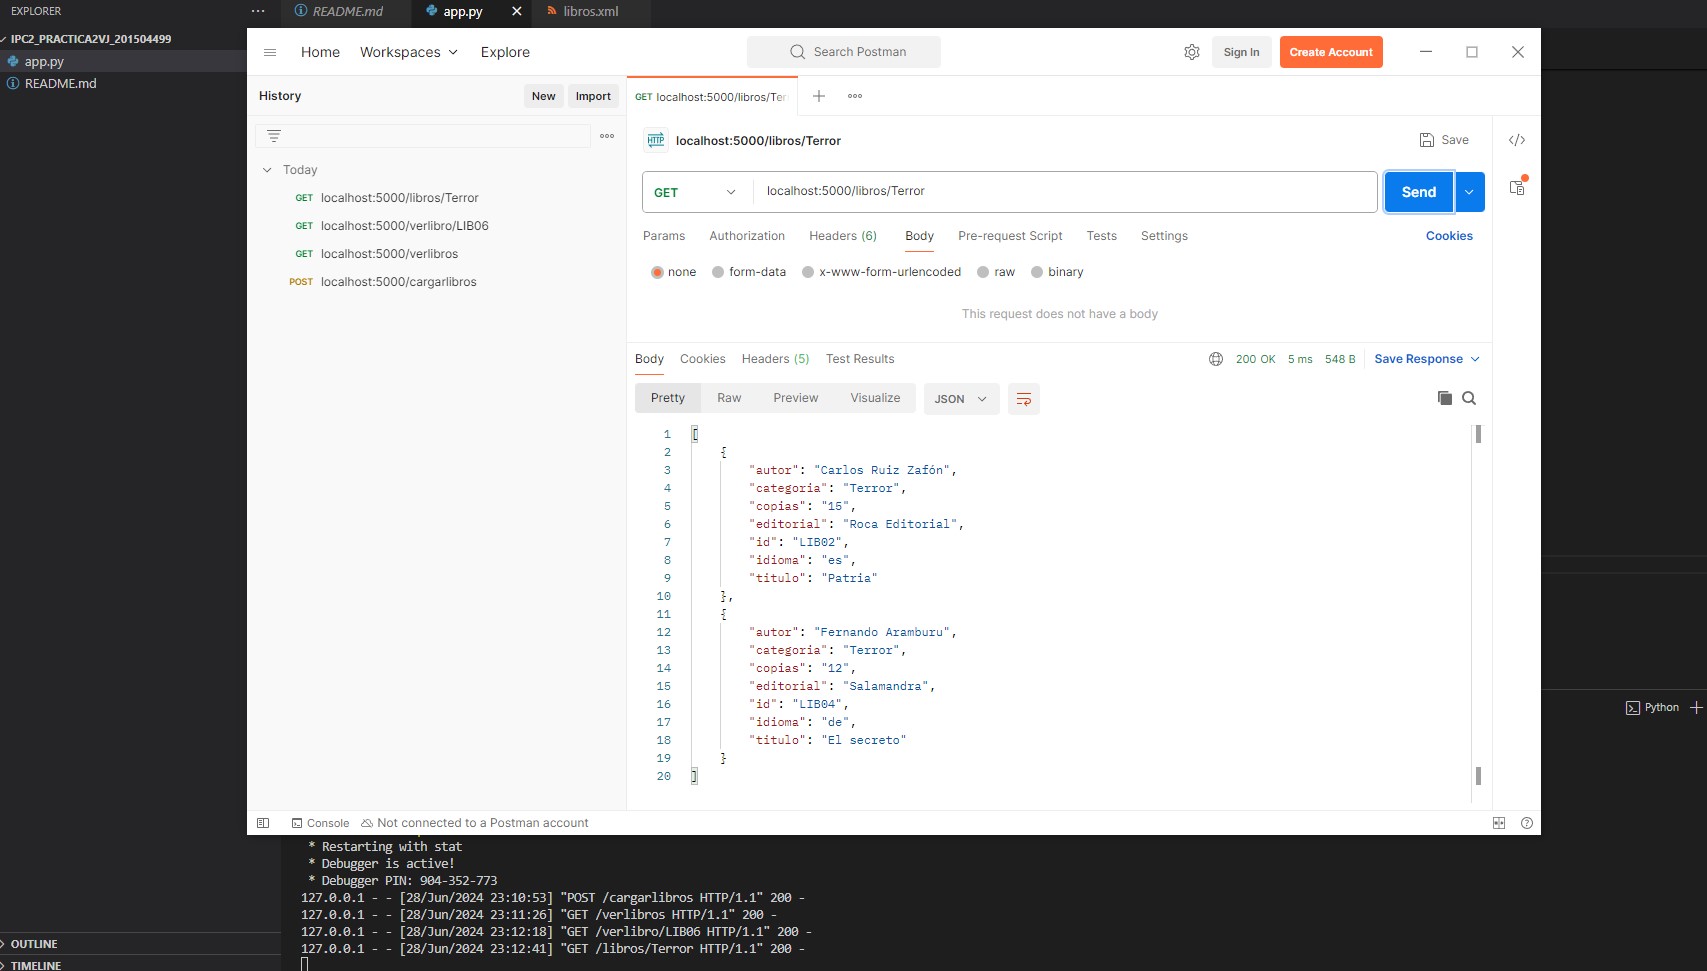 EXPLORER
README.md
app.py
libros.xml
IPC2_PRACTICA2VJ_201504499
app.py
README.md
Home
Workspaces
Explore
Search Postman
Sign In
Create Account
History
New
Import
Today
GET localhost:5000/libros/Terror
GET localhost:5000/verlibro/LIB06
GET localhost:5000/verlibros
POST localhost:5000/cargarlibros
GET localhost:5000/libros/Ter
HTTP localhost:5000/libros/Terror
Save
GET
localhost:5000/libros/Terror
Send
Params Authorization Headers (6) Body Pre-request Script Tests Settings Cookies
none form-data x-www-form-urlencoded raw binary
This request does not have a body
Body Cookies Headers (5) Test Results 200 OK 5 ms 548 B Save Response
Pretty Raw Preview Visualize JSON
1 [
2 {
3 "autor": "Carlos Ruiz Zafón",
4 "categoria": "Terror",
5 "copias": "15",
6 "editorial": "Roca Editorial",
7 "id": "LIB02",
8 "idioma": "es",
9 "titulo": "Patria"
10 },
11 {
12 "autor": "Fernando Aramburu",
13 "categoria": "Terror",
14 "copias": "12",
15 "editorial": "Salamandra",
16 "id": "LIB04",
17 "idioma": "de",
18 "titulo": "El secreto"
19 }
20 ]
Python
Console
Not connected to a Postman account
* Restarting with stat
* Debugger is active!
* Debugger PIN: 904-352-773
127.0.0.1 - - [28/Jun/2024 23:10:53] "POST /cargarlibros HTTP/1.1" 200 -
127.0.0.1 - - [28/Jun/2024 23:11:26] "GET /verlibros HTTP/1.1" 200 -
127.0.0.1 - - [28/Jun/2024 23:12:18] "GET /verlibro/LIB06 HTTP/1.1" 200 -
127.0.0.1 - - [28/Jun/2024 23:12:41] "GET /libros/Terror HTTP/1.1" 200 -
OUTLINE
TIMELINE